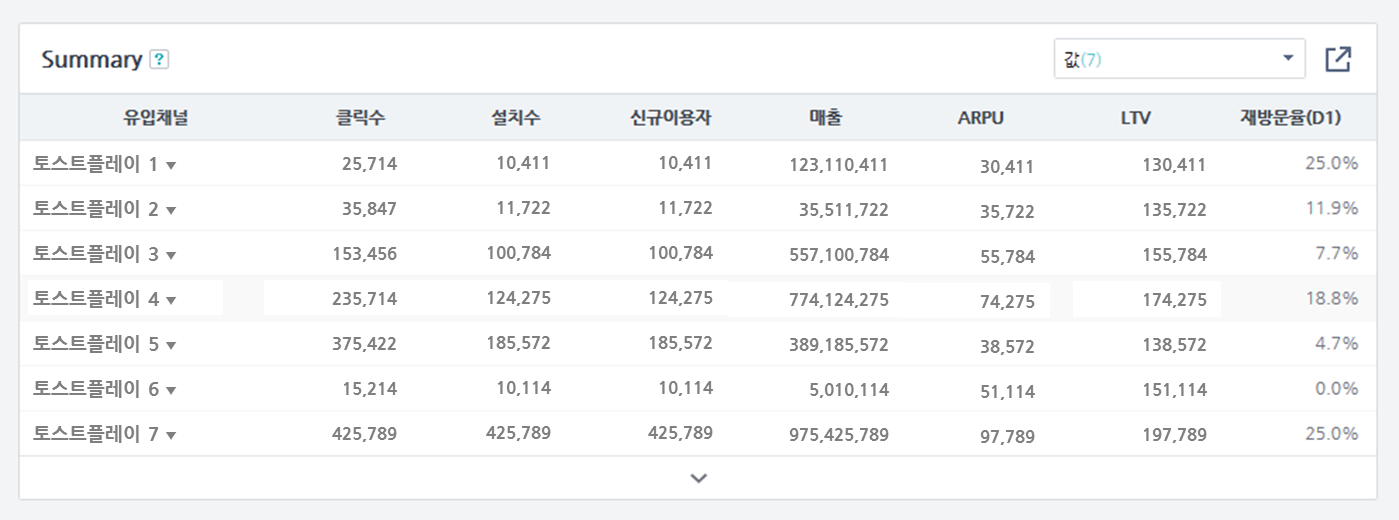 Summary ?
값(7)
유입채널 클릭수 설치수 신규이용자 매출 ARPU LTV 재방문율(D1)
토스트플레이 1 25,714 10,411 10,411 123,110,411 30,411 130,411 25.0%
토스트플레이 2 35,847 11,722 11,722 35,511,722 35,722 135,722 11.9%
토스트플레이 3 153,456 100,784 100,784 557,100,784 55,784 155,784 7.7%
토스트플레이 4 235,714 124,275 124,275 774,124,275 74,275 174,275 18.8%
토스트플레이 5 375,422 185,572 185,572 389,185,572 38,572 138,572 4.7%
토스트플레이 6 15,214 10,114 10,114 5,010,114 51,114 151,114 0.0%
토스트플레이 7 425,789 425,789 425,789 975,425,789 97,789 197,789 25.0%